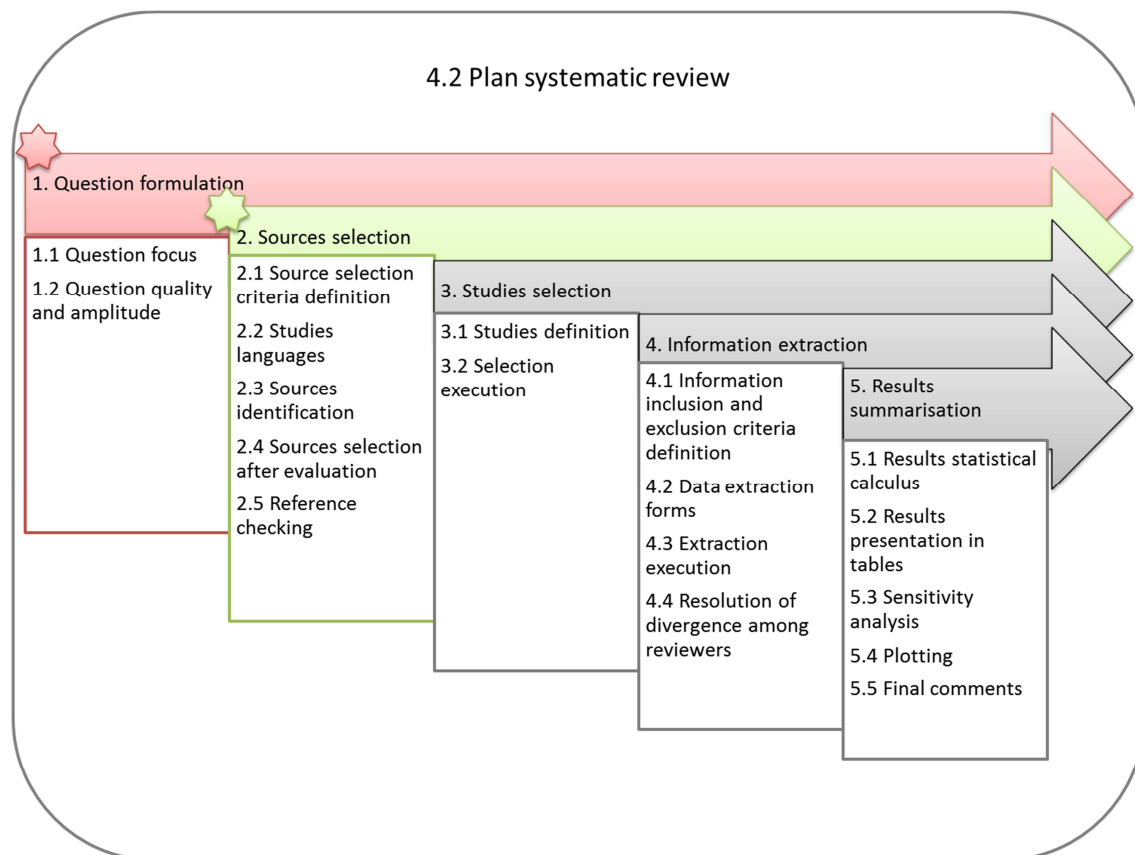 4.2 Plan systematic review
1. Question formulation
1.1 Question focus
1.2 Question quality
and amplitude
2. Sources selection
2.1 Source selection
criteria definition
2.2 Studies
languages
2.3 Sources
identification
2.4 Sources selection
after evaluation
2.5 Reference
checking
3. Studies selection
3.1 Studies definition
3.2 Selection
execution
4. Information extraction
4.1 Information
inclusion and
exclusion criteria
definition
4.2 Data extraction
forms
4.3 Extraction
execution
4.4 Resolution of
divergence among
reviewers
5. Results
summarisation
5.1 Results statistical
calculus
5.2 Results
presentation in
tables
5.3 Sensitivity
analysis
5.4 Plotting
5.5 Final comments